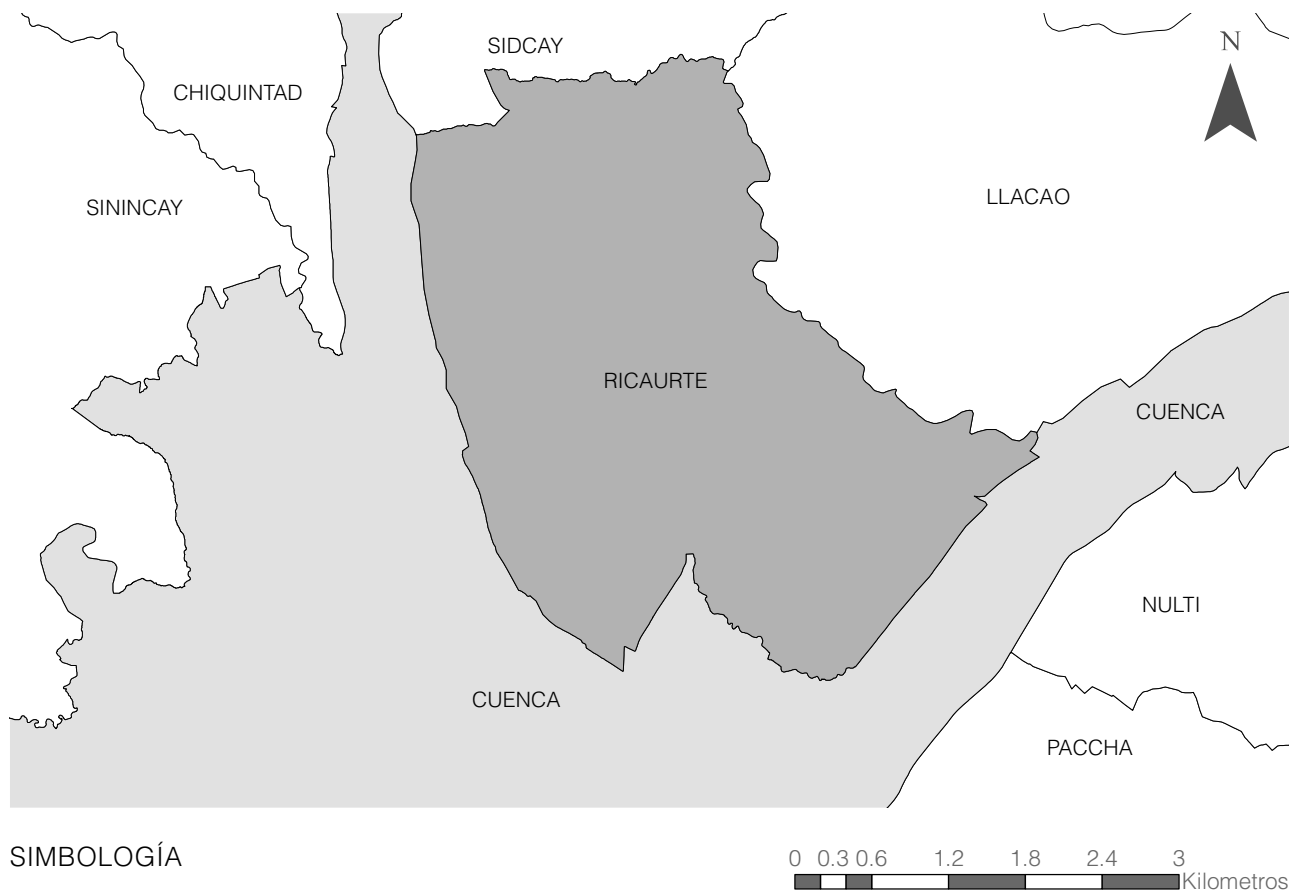 SIDCAY
N
CHIQUINTAD
LLACAO
SININCAY
RICAURTE
CUENCA
NULTI
CUENCA
PACCHA
SIMBOLOGÍA
0 0.3 0.6 1.2 1.8 2.4 3
Kilometros